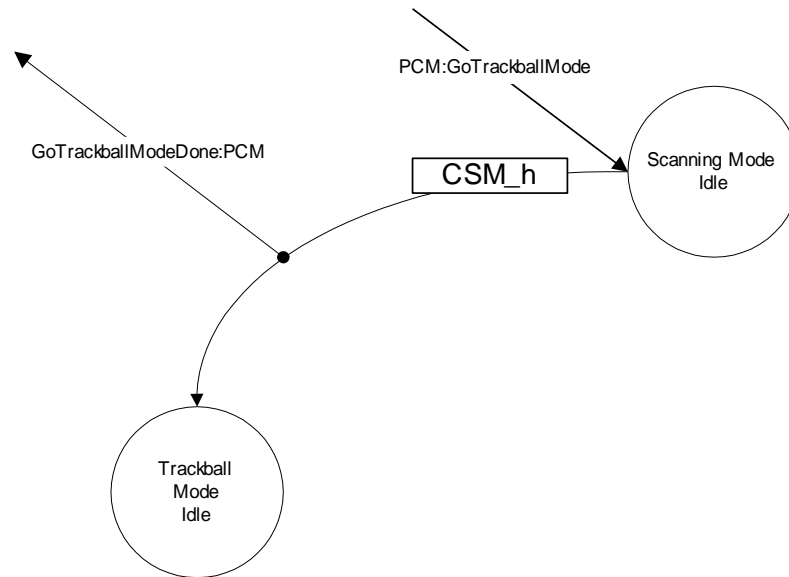 PCM:GoTrackballMode
GoTrackballModeDone:PCM
CSM_h
Scanning Mode
Idle
Trackball
Mode
Idle